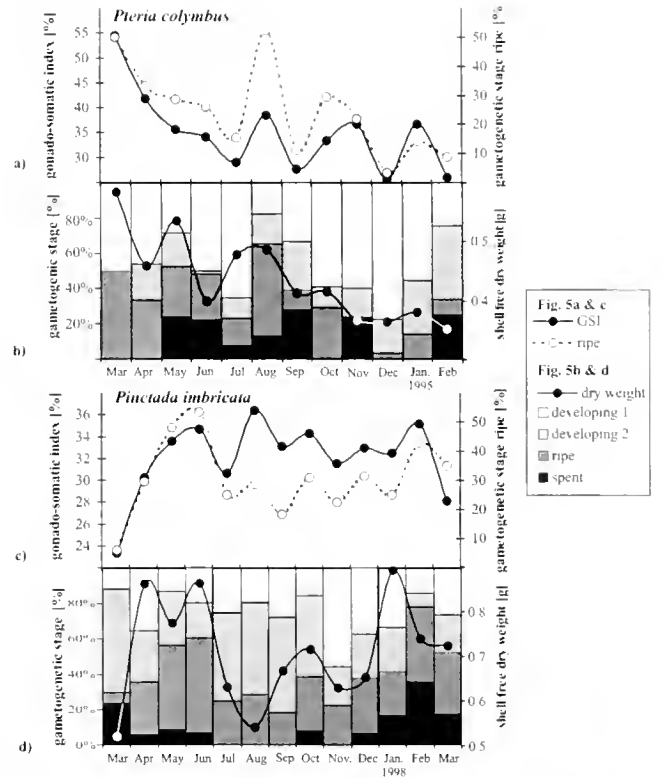 Pteria columbus
gonado-somatic index [%]
55
50
45
40
35
30
gametogenetic stage ripe [%]
50
40
30
20
10
a)
gametogenic stage [%]
80%
60%
40%
20%
shell free dry weight [g]
0.5
0.4
b)
Mar Apr May Jun Jul Aug Sep Oct Nov Dec Jan. Feb
1995
Fig. 5a & c
GSI
ripe
Fig. 5b & d
dry weight
developing 1
developing 2
ripe
spent
Pinctada imbricata
gonado-somatic index [%]
36
34
32
30
28
26
24
22
gametogenetic stage ripe [%]
50
40
30
20
10
c)
gametogenetic stage [%]
80%
60%
40%
20%
0%
shell free dry weight [g]
0.8
0.7
0.6
0.5
d)
Mar Apr May Jun Jul Aug Sep Oct Nov. Dec Jan. Feb Mar
1998